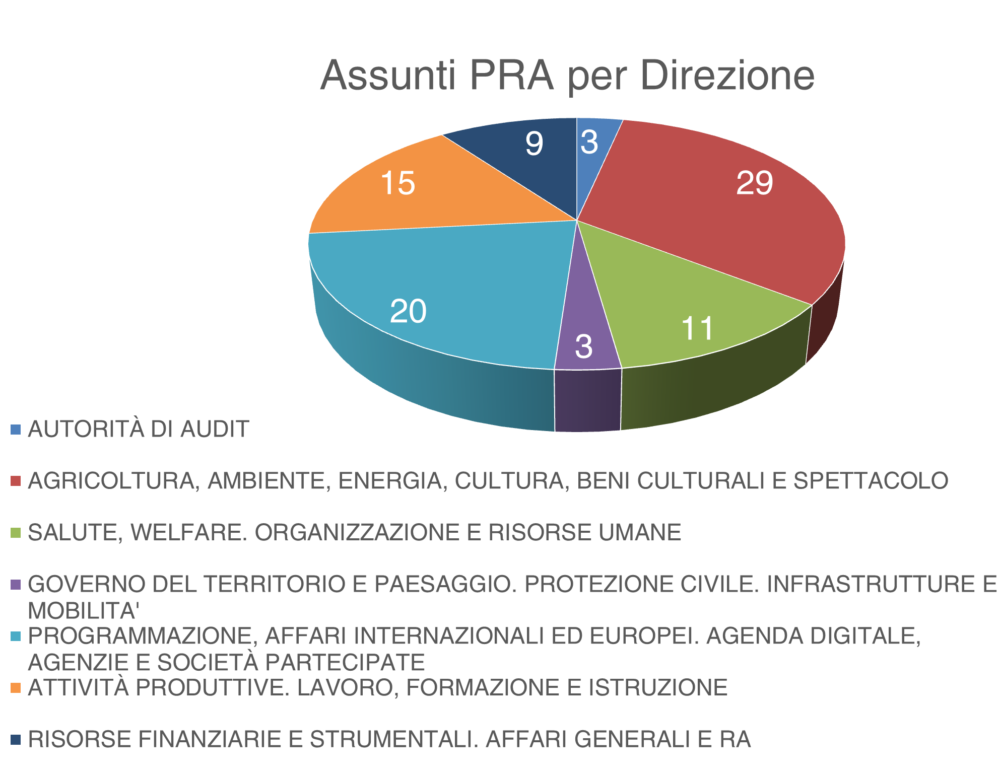 Assunti PRA per Direzione
9
3
15
29
20
11
3
AUTORITÀ DI AUDIT
AGRICOLTURA, AMBIENTE, ENERGIA, CULTURA, BENI CULTURALI E SPETTACOLO
SALUTE, WELFARE. ORGANIZZAZIONE E RISORSE UMANE
GOVERNO DEL TERRITORIO E PAESAGGIO. PROTEZIONE CIVILE. INFRASTRUTTURE E
MOBILITA'
PROGRAMMAZIONE, AFFARI INTERNAZIONALI ED EUROPEI. AGENDA DIGITALE,
AGENZIE E SOCIETÀ PARTECIPATE
ATTIVITÀ PRODUTTIVE. LAVORO, FORMAZIONE E ISTRUZIONE
RISORSE FINANZIARIE E STRUMENTALI. AFFARI GENERALI E RA